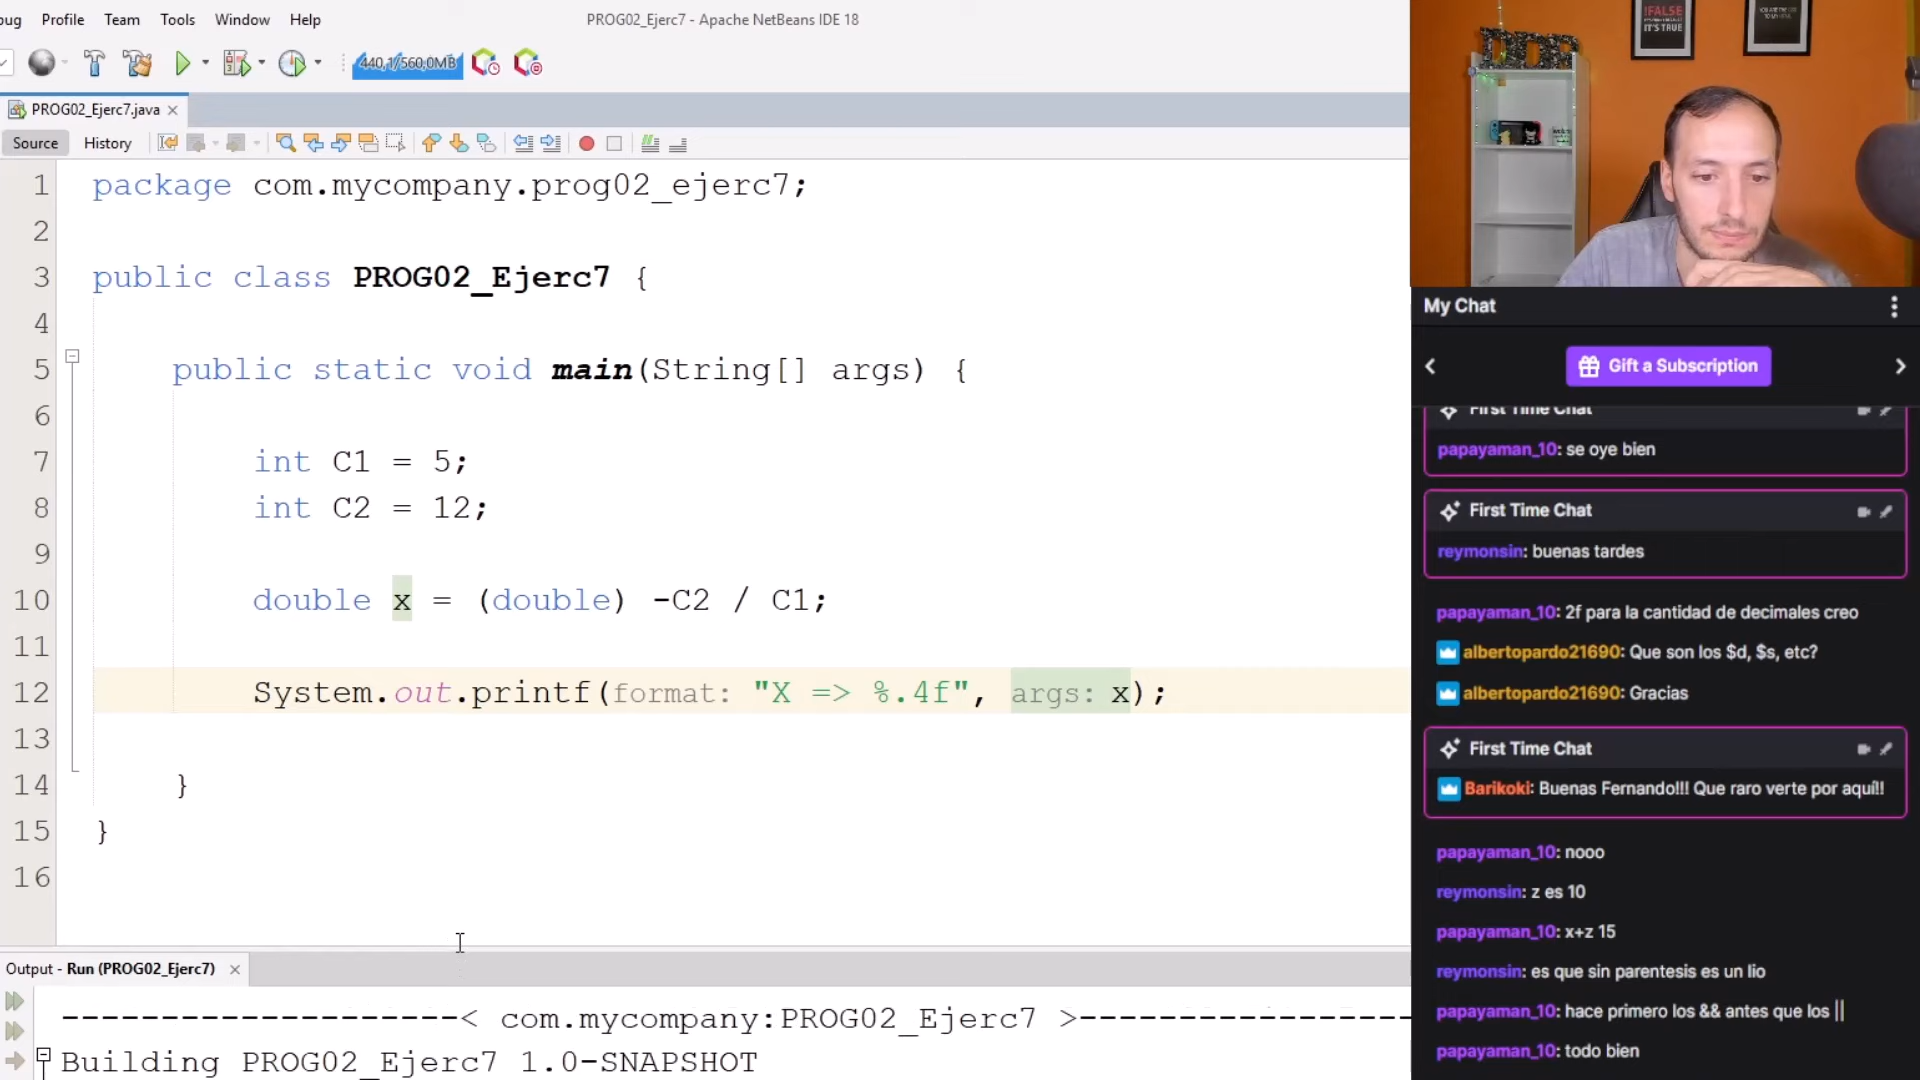 bug Profile Team Tools Window Help
PROG02_Ejerc7 - Apache NetBeans IDE 18
440,1/560,0MB
PROG02_Ejerc7.java
Source History
1 package com.mycompany.prog02_ejerc7;
2
3 public class PROG02_Ejerc7 {
4
5 public static void main(String[] args) {
6
7 int C1 = 5;
8 int C2 = 12;
9
10 double x = (double) -C2 / C1;
11
12 System.out.printf(format: "X => %.4f", args: x);
13
14 }
15 }
16
Output - Run (PROG02_Ejerc7)
--------------------< com.mycompany:PROG02_Ejerc7 >-----------------
Building PROG02_Ejerc7 1.0-SNAPSHOT
!FALSE
IT'S TRUE
My Chat
Gift a Subscription
First Time Chat
papayaman_10: se oye bien
First Time Chat
reymonsin: buenas tardes
papayaman_10: 2f para la cantidad de decimales creo
albertopardo21690: Que son los $d, $s, etc?
albertopardo21690: Gracias
First Time Chat
Barikoki: Buenas Fernando!!! Que raro verte por aquí!!
papayaman_10: nooo
reymonsin: z es 10
papayaman_10: x+z 15
reymonsin: es que sin parentesis es un lio
papayaman_10: hace primero los && antes que los ||
papayaman_10: todo bien